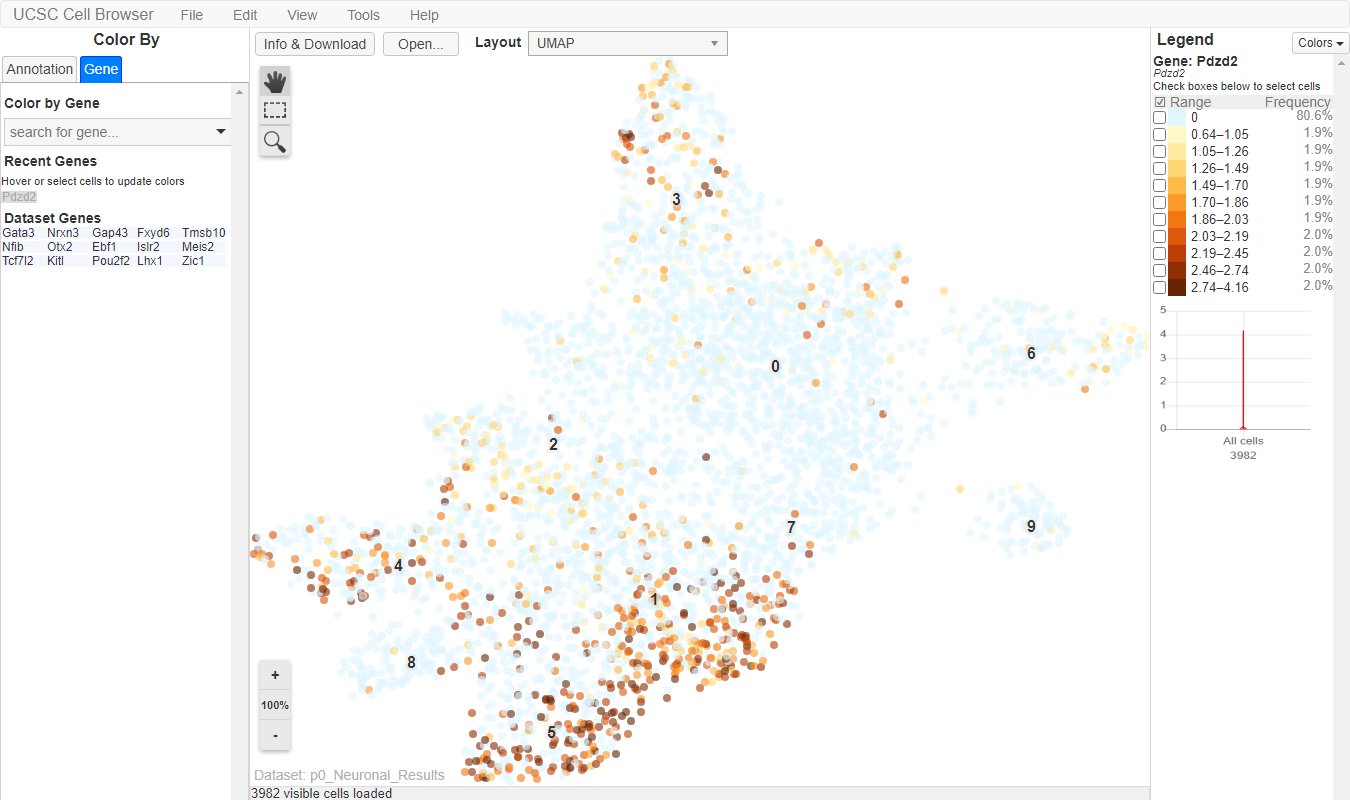 UCSC Cell Browser File Edit View Tools Help
Color By
Annotation Gene
Color by Gene
search for gene...
Recent Genes
Hover or select cells to update colors
Pdzd2
Dataset Genes
Gata3 Nrxn3 Gap43 Fxyd6 Tmsb10
Nfib Otx2 Ebf1 Islr2 Meis2
Tcf7l2 Kitl Pou2f2 Lhx1 Zic1
Info & Download Open... Layout UMAP
3
0
6
2
7
9
4
1
8
5
+
100%
-
Dataset: p0_Neuronal_Results
3982 visible cells loaded
Legend Colors
Gene: Pdzd2
Pdzd2
Check boxes below to select cells
Range Frequency
0 80.6%
0.64–1.05 1.9%
1.05–1.26 1.9%
1.26–1.49 1.9%
1.49–1.70 1.9%
1.70–1.86 1.9%
1.86–2.03 1.9%
2.03–2.19 2.0%
2.19–2.45 2.0%
2.46–2.74 2.0%
2.74–4.16 2.0%
5
4
3
2
1
0
All cells
3982